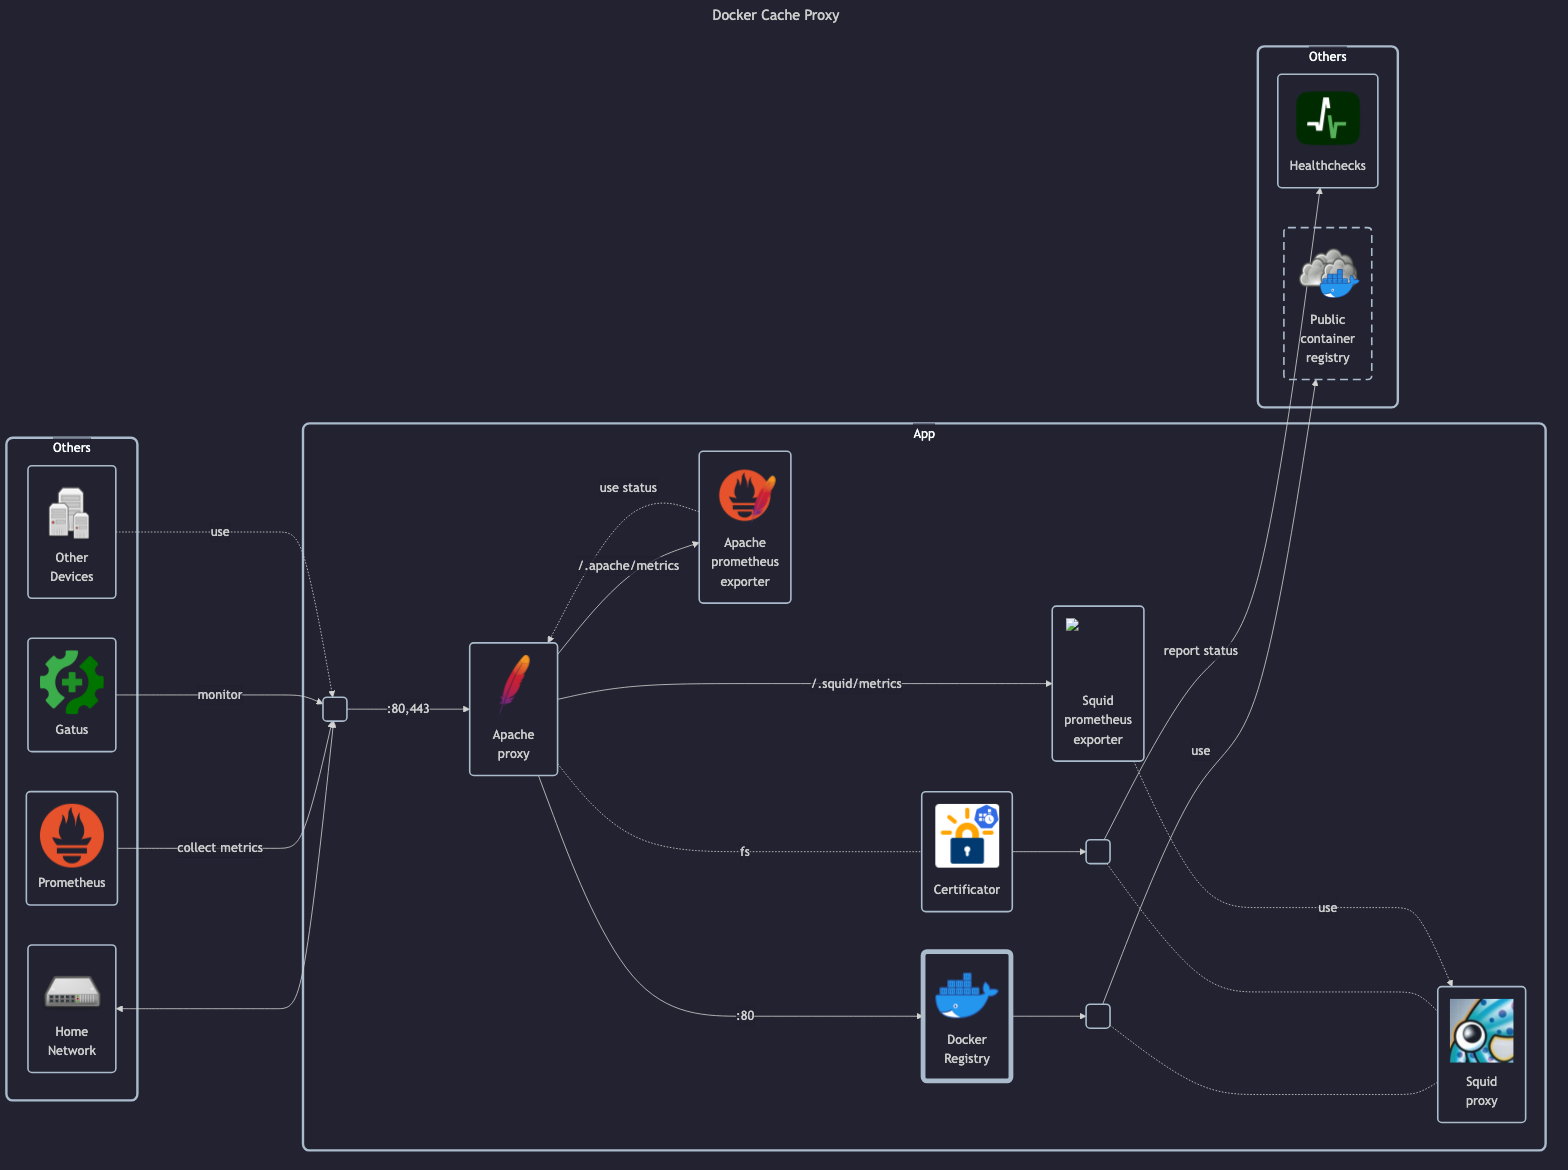 Docker Cache Proxy
Others
Healthchecks
Public
container
registry
App
Others
Other
Devices
use
Gatus
monitor
Prometheus
collect metrics
Home
Network
:80,443
Apache
proxy
use status
/.apache/metrics
Apache
prometheus
exporter
/.squid/metrics
Squid
prometheus
exporter
fs
Certificator
:80
Docker
Registry
report status
use
use
Squid
proxy